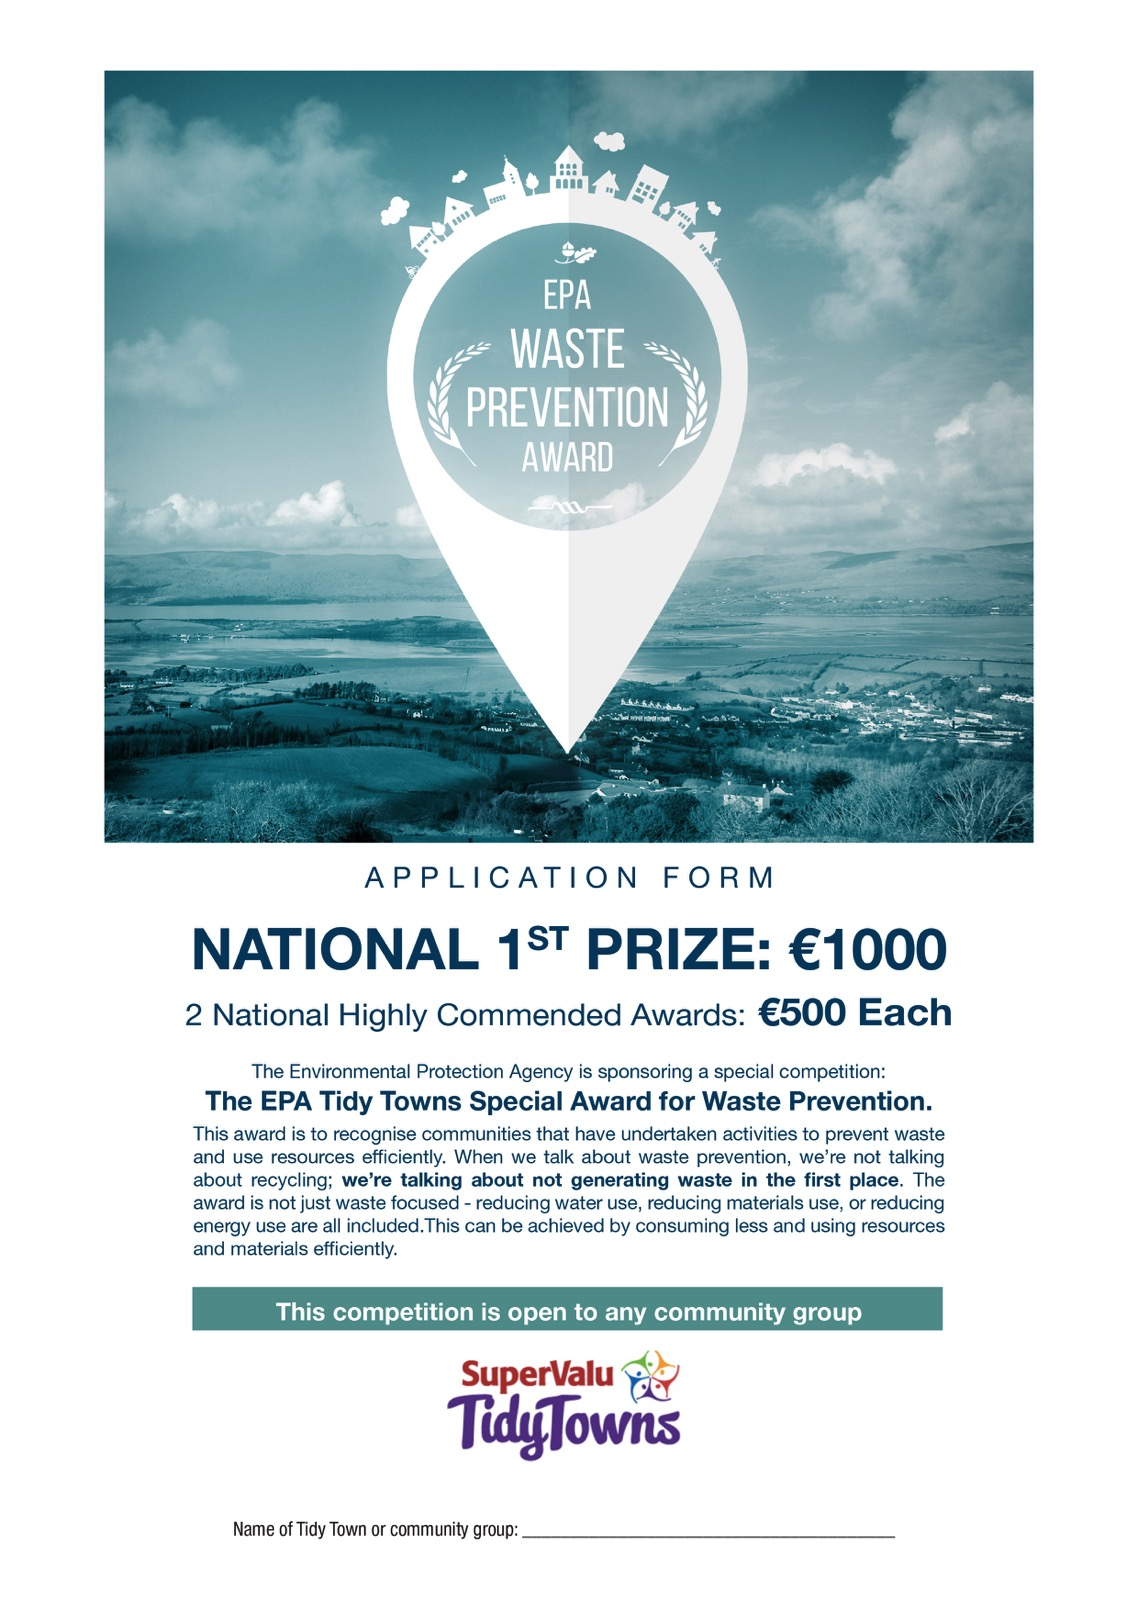 EPA
WASTE
PREVENTION
AWARD
APPLICATION FORM
NATIONAL 1ST PRIZE: €1000
2 National Highly Commended Awards: €500 Each
The Environmental Protection Agency is sponsoring a special competition:
The EPA Tidy Towns Special Award for Waste Prevention.
This award is to recognise communities that have undertaken activities to prevent waste
and use resources efficiently. When we talk about waste prevention, we’re not talking
about recycling; we’re talking about not generating waste in the first place. The
award is not just waste focused - reducing water use, reducing materials use, or reducing
energy use are all included.This can be achieved by consuming less and using resources
and materials efficiently.
This competition is open to any community group
SuperValu
TidyTowns
Name of Tidy Town or community group: ______________________________________